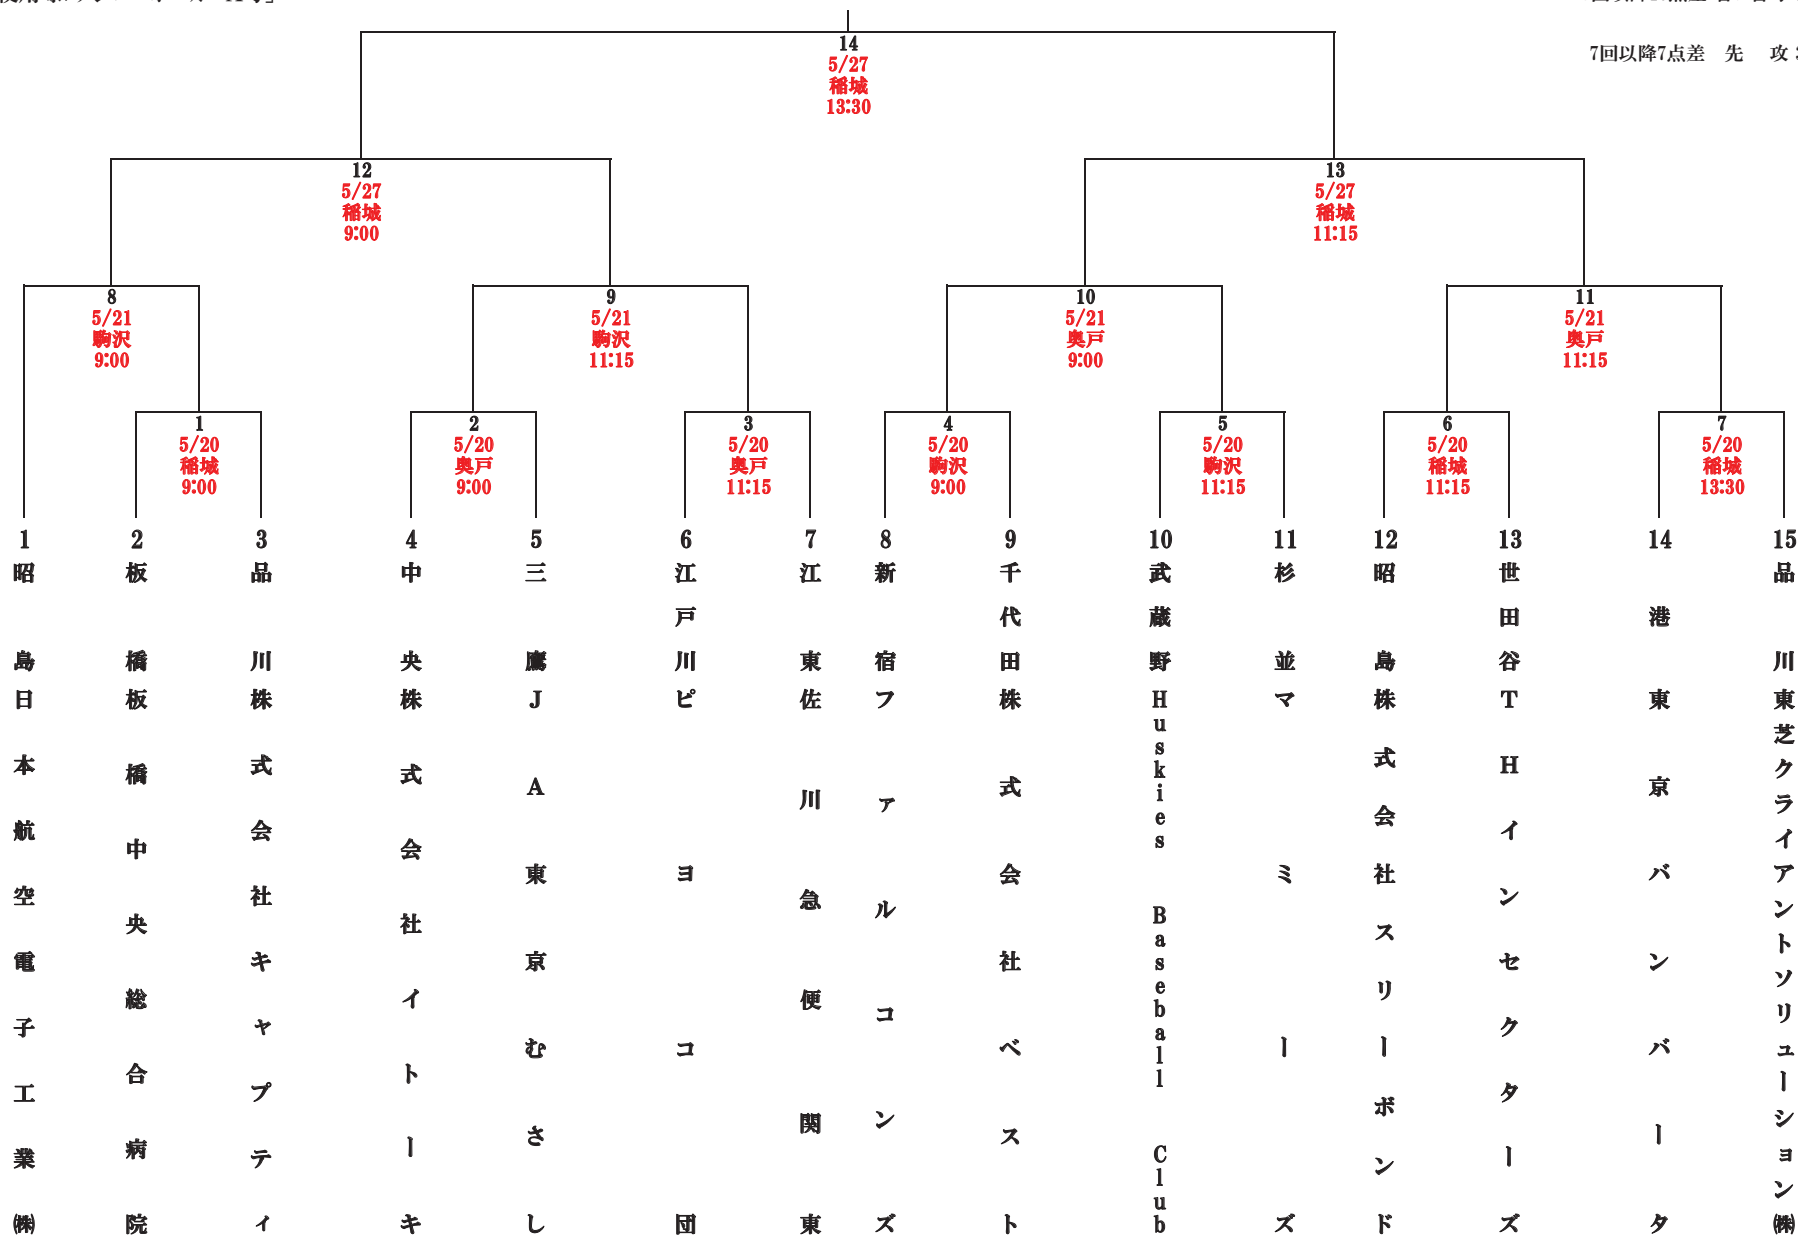 7回以降7点差 先 攻
14
5/27
稲城
13:30
12
5/27
稲城
9:00
13
5/27
稲城
11:15
8
5/21
駒沢
9:00
9
5/21
駒沢
11:15
10
5/21
奥戸
9:00
11
5/21
奥戸
11:15
1
5/20
稲城
9:00
2
5/20
奥戸
9:00
3
5/20
奥戸
11:15
4
5/20
駒沢
9:00
5
5/20
駒沢
11:15
6
5/20
稲城
11:15
7
5/20
稲城
13:30
1 昭島 日本航空電子工業㈱
2 板橋 板橋中央総合病院
3 品川 株式会社キャプティ
4 中央 株式会社イトーキ
5 三鷹 JA東京むさし
6 江戸川 ピヨコ団
7 江東 佐川急便関東
8 新宿 ファルコンズ
9 千代田 株式会社ベスト
10 武蔵野 Huskies Baseball Club
11 杉並 マミーズ
12 昭島 株式会社スリーボンド
13 世田谷 THインセクターズ
14 港 東京バンバータ
15 品川 東芝クライアントソリューション㈱